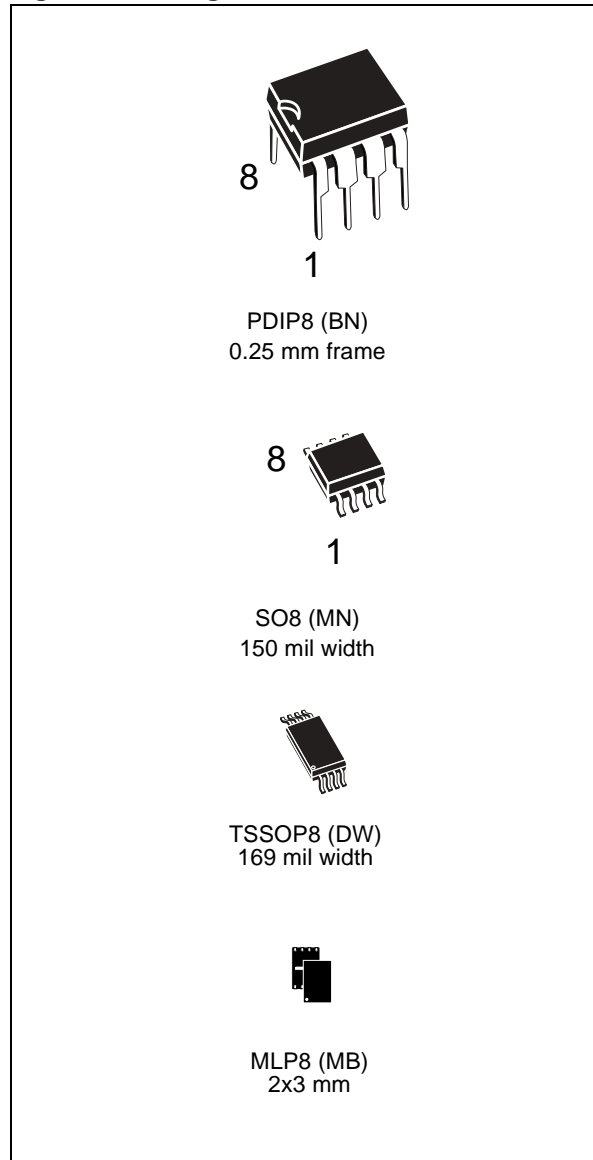 8
1
PDIP8 (BN)
0.25 mm frame
8
1
SO8 (MN)
150 mil width
TSSOP8 (DW)
169 mil width
MLP8 (MB)
2x3 mm